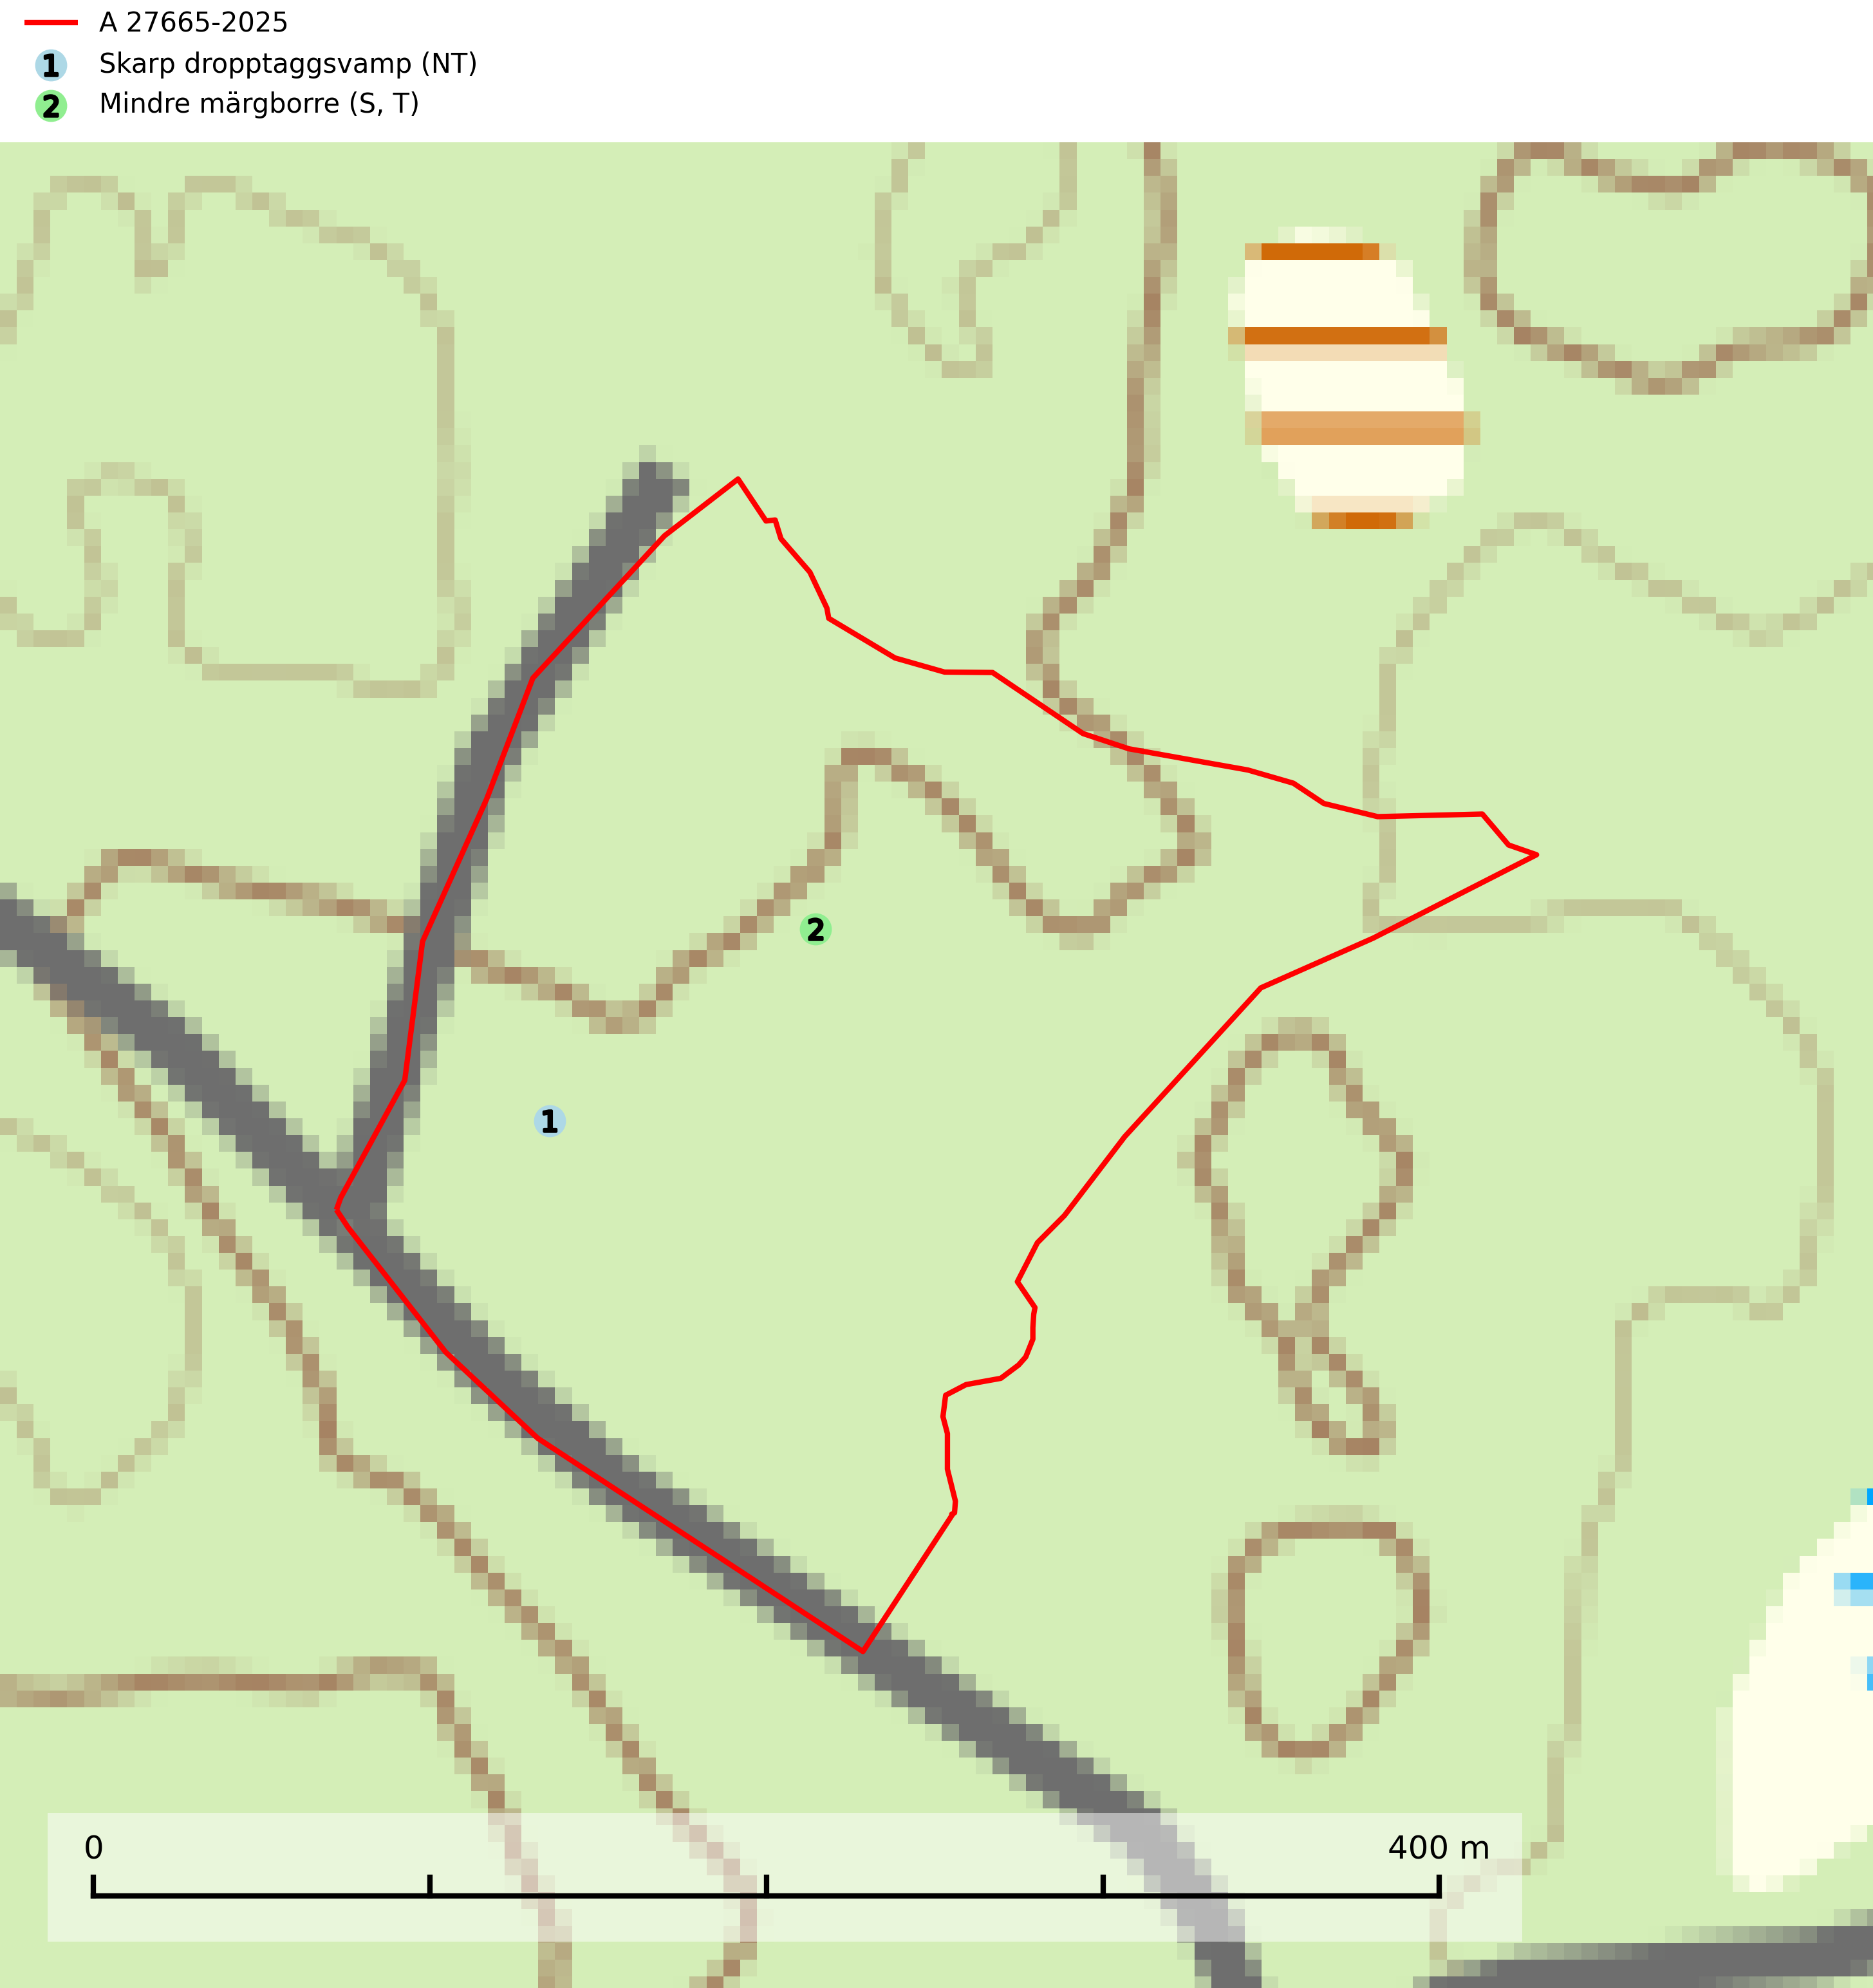 A 27665-2025
1 Skarp dropptaggsvamp (NT)
2 Mindre märgborre (S, T)
2
1
0 400 m